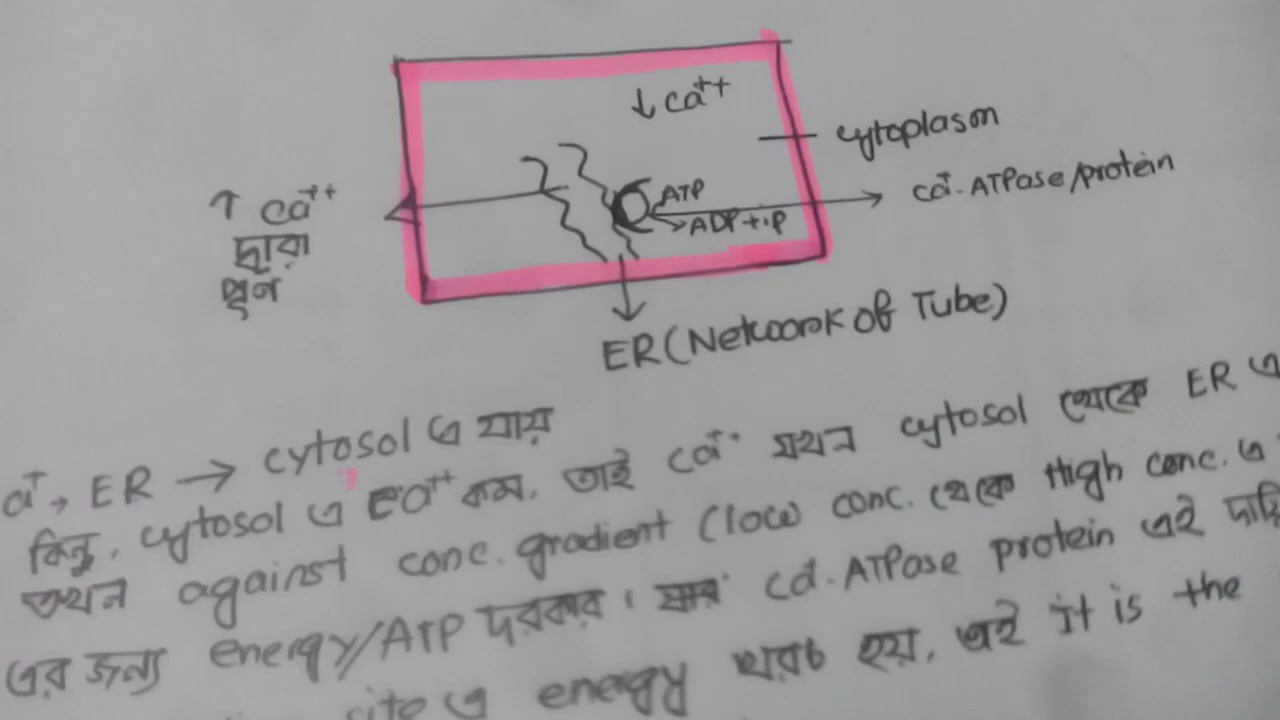 ↓ ca++
cytoplasm
ATP
ca+-ATPase/protein
ADP+ip
↑ ca++
দ্বারা
পূণ
ER (Network of Tube)
ER → cytosol এ যায়
কিন্তু, cytosol এ ca++ কম, তাই ca++ যখন cytosol থেকে ER এ
তখন against conc. gradient (low conc. থেকে High conc. এ
এর জন্য energy/ATP দরকার। ca+-ATPase protein এই
site এ energy খরচ হয়, এই it is the